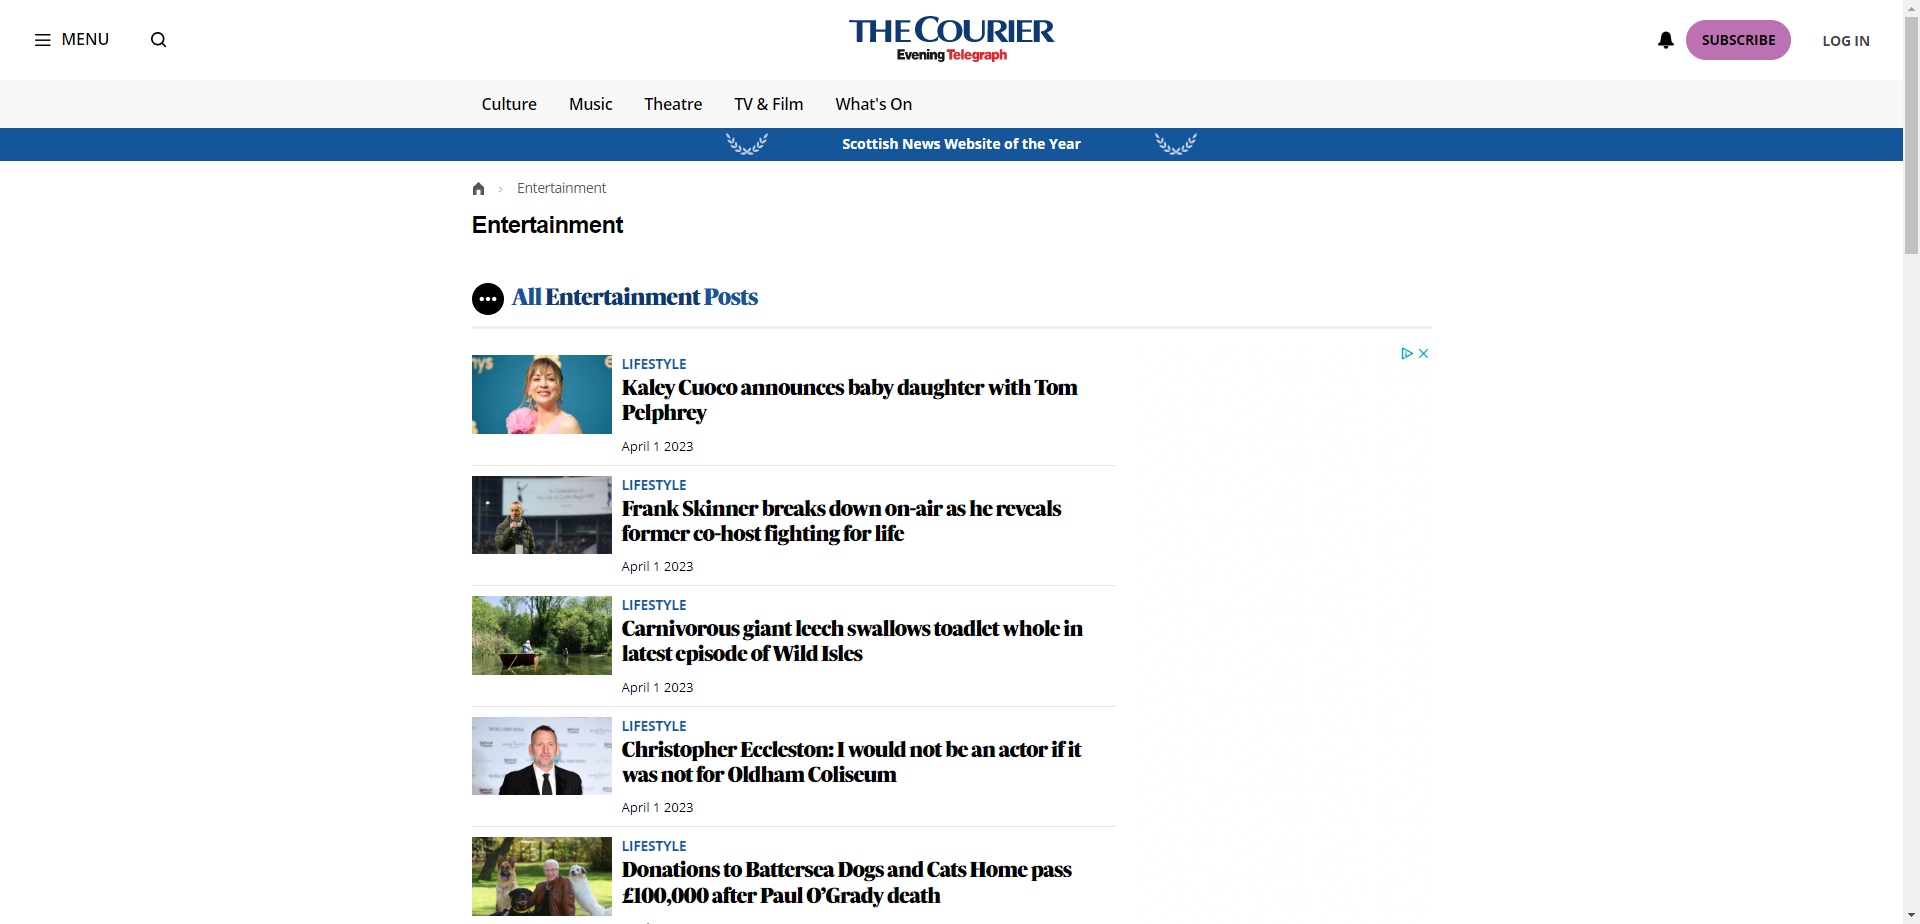 MENU
THE COURIER
Evening Telegraph
SUBSCRIBE
LOG IN
Culture
Music
Theatre
TV & Film
What's On
Scottish News Website of the Year
Entertainment
Entertainment
All Entertainment Posts
LIFESTYLE
Kaley Cuoco announces baby daughter with Tom
Pelphrey
April 1 2023
LIFESTYLE
Frank Skinner breaks down on-air as he reveals
former co-host fighting for life
April 1 2023
LIFESTYLE
Carnivorous giant leech swallows toadlet whole in
latest episode of Wild Isles
April 1 2023
LIFESTYLE
Christopher Eccleston: I would not be an actor if it
was not for Oldham Coliseum
April 1 2023
LIFESTYLE
Donations to Battersea Dogs and Cats Home pass
£100,000 after Paul O’Grady death